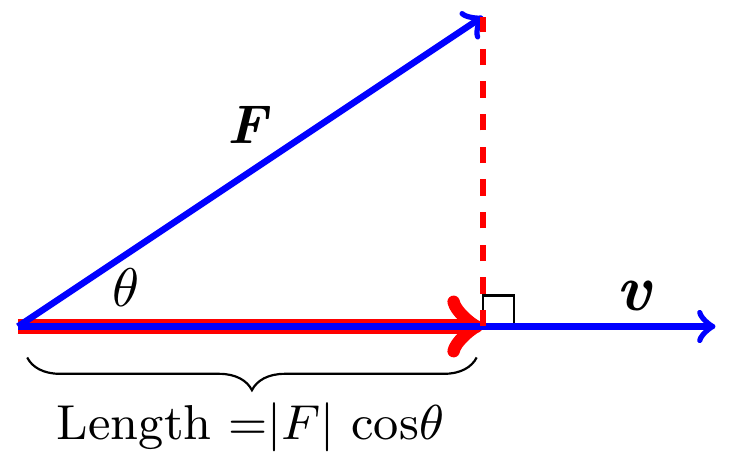 F
θ
v
Length =|F| cosθ